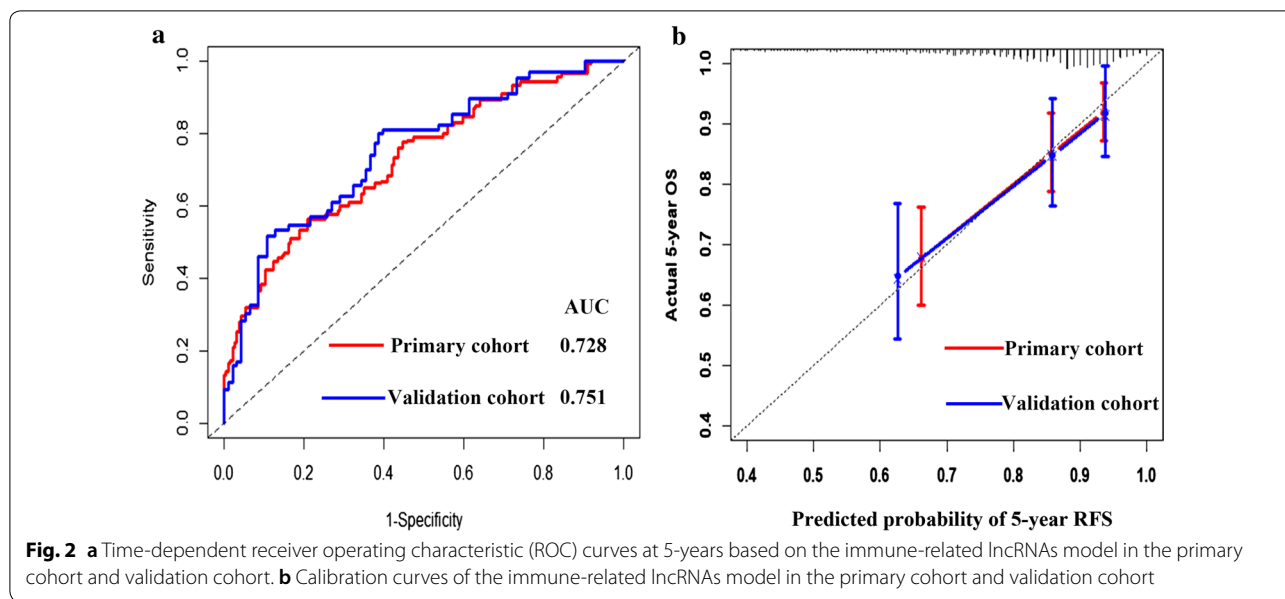 a
1.0
0.8
0.6
0.4
0.2
0.0
Sensitivity
AUC
Primary cohort 0.728
Validation cohort 0.751
0.0 0.2 0.4 0.6 0.8 1.0
1-Specificity
b
1.0
0.9
0.8
0.7
0.6
0.5
0.4
Actual 5-year OS
Primary cohort
Validation cohort
0.4 0.5 0.6 0.7 0.8 0.9 1.0
Predicted probability of 5-year RFS
Fig. 2 a Time-dependent receiver operating characteristic (ROC) curves at 5-years based on the immune-related lncRNAs model in the primary
cohort and validation cohort. b Calibration curves of the immune-related lncRNAs model in the primary cohort and validation cohort